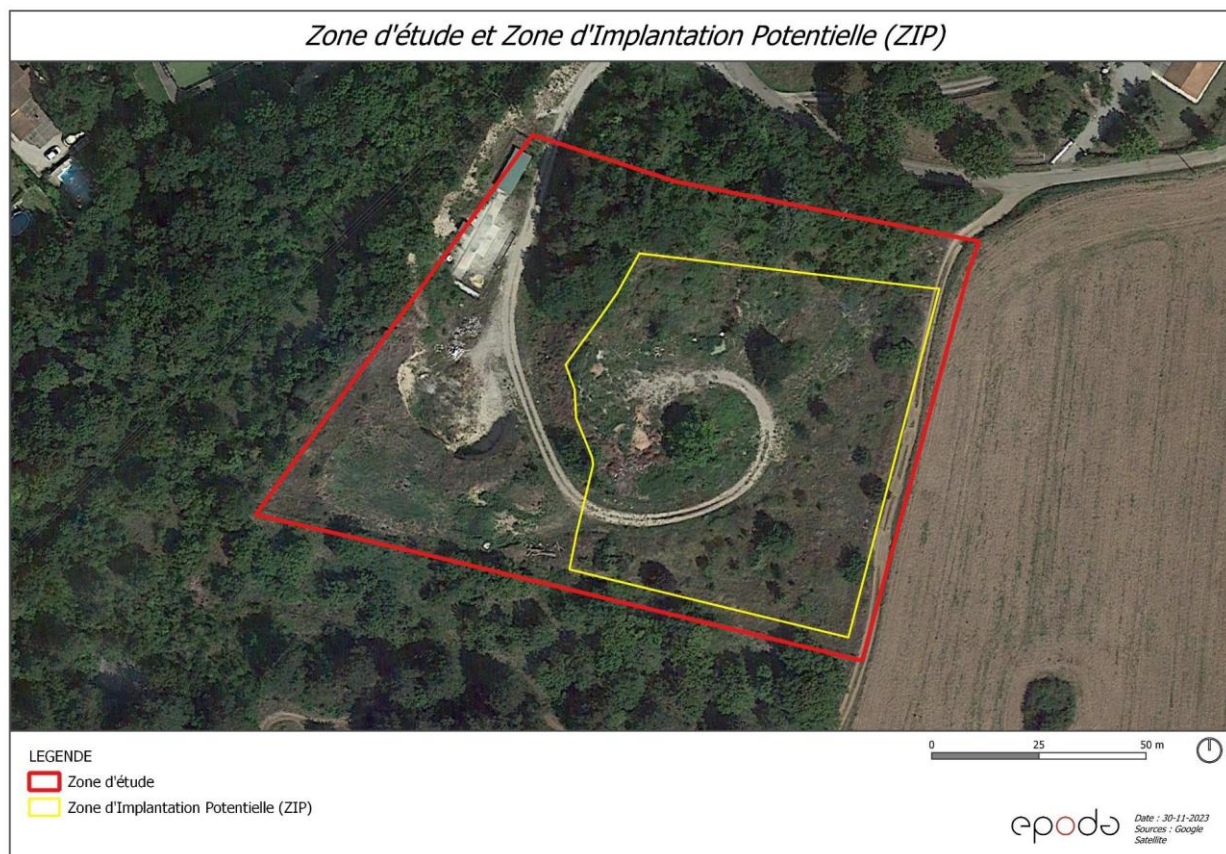 Zone d'étude et Zone d'Implantation Potentielle (ZIP)
LEGENDE
Zone d'étude
Zone d'Implantation Potentielle (ZIP)
0 25 50 m
epode
Date : 30-11-2023
Sources : Google
Satellite